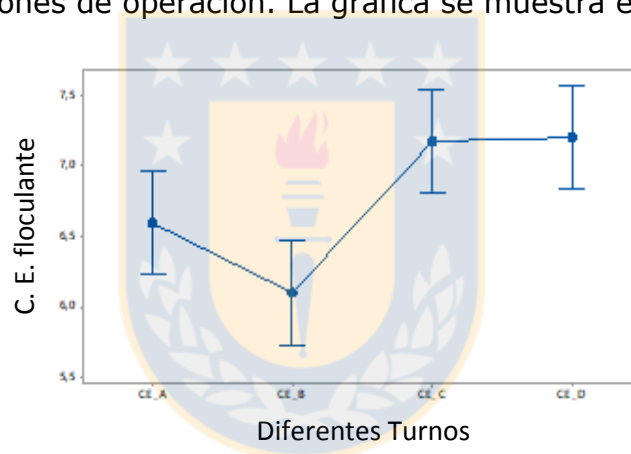 ones de operación. La gráfica se muestra e
7,5
7,0
6,5
6,0
5,5
C. E. floculante
CE_A CE_B CE_C CE_D
Diferentes Turnos